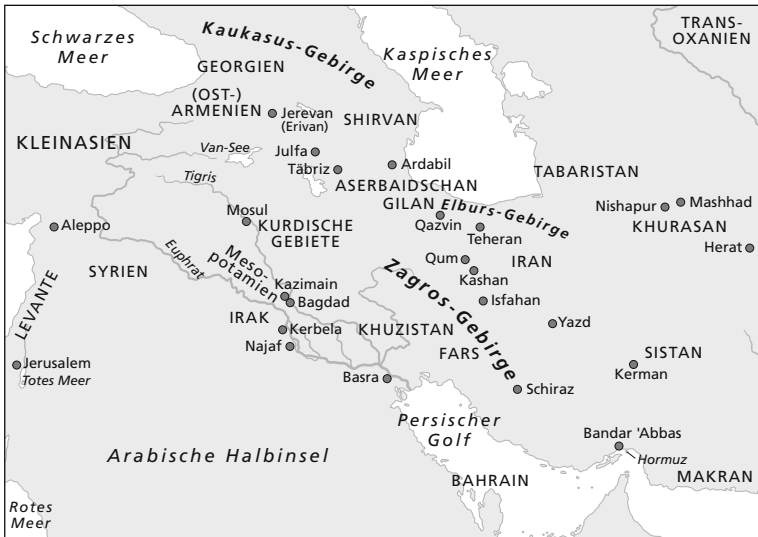 Schwarzes
Meer
Kaukasus-Gebirge
GEORGIEN
Kaspisches
Meer
TRANS-
OXANIEN
(OST-)
ARMENIEN
Jerevan
(Erivan)
SHIRVAN
KLEINASIEN
Van-See
Julfa
Täbriz
Ardabil
ASERBAIDSCHAN
TABARISTAN
Tigris
GILAN
Elburs-Gebirge
Qazvin
Teheran
Nishapur
Mashhad
KHURASAN
Herat
Aleppo
Mosul
KURDISCHE
GEBIETE
SYRIEN
Euphrat
Meso-
potamien
Qum
IRAN
Kashan
Zagros-Gebirge
Isfahan
LEVANTE
Kazimain
Bagdad
IRAK
Kerbela
KHUZISTAN
Yazd
Najaf
FARS
SISTAN
Jerusalem
Totes Meer
Basra
Kerman
Schiraz
Persischer
Golf
Bandar 'Abbas
Hormuz
Arabische Halbinsel
BAHRAIN
MAKRAN
Rotes
Meer